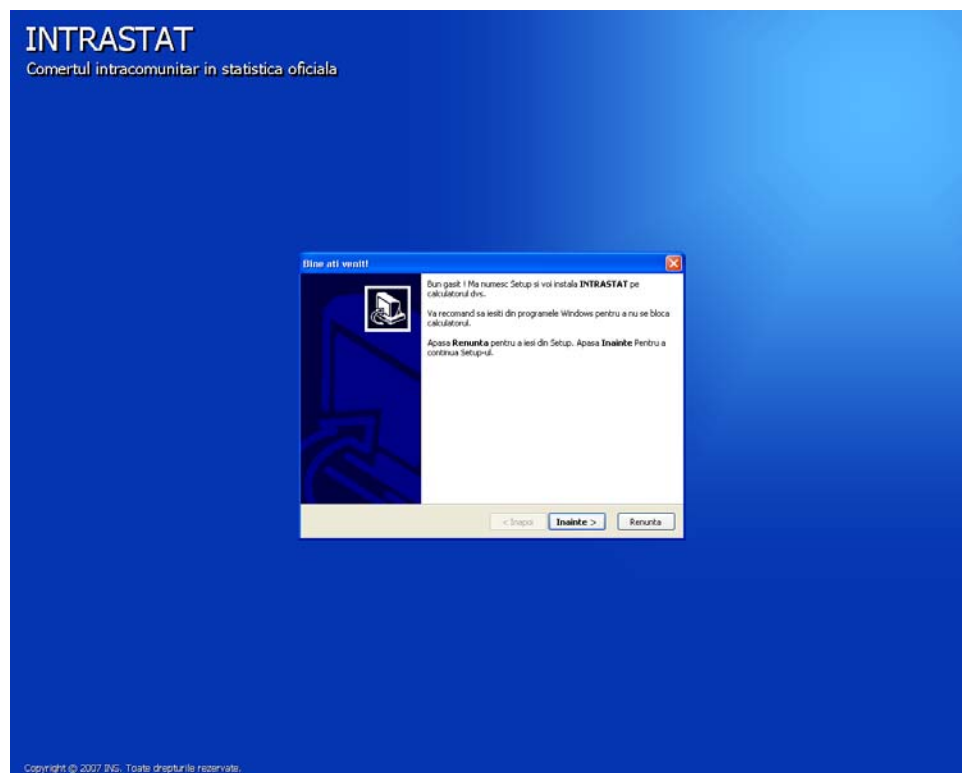 INTRASTAT
Comertul intracomunitar in statistica oficiala
Bine ati venit!
Bun gasit ! Ma numesc Setup si voi instala INTRASTAT pe
calculatorul dvs.
Va recomand sa iesiti din programele Windows pentru a nu se bloca
calculatorul.
Apasa Renunta pentru a iesi din Setup. Apasa Inainte Pentru a
continua Setup-ul.
< Inapoi Inainte > Renunta
Copyright © 2007 INS. Toate drepturile rezervate.